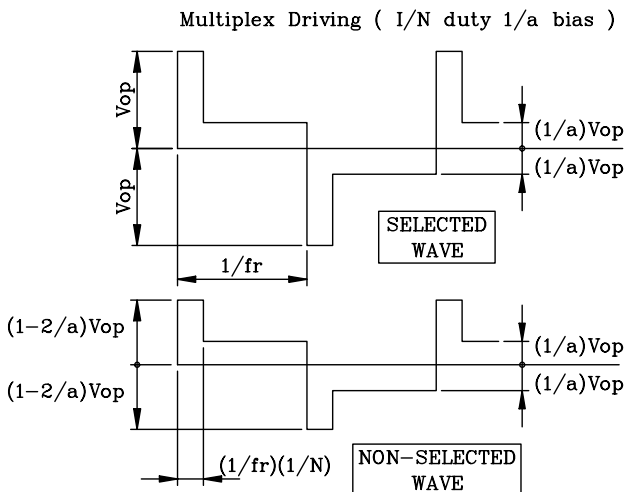 Multiplex Driving ( I/N duty 1/a bias )
Vop
(1/a)Vop
Vop
(1/a)Vop
SELECTED
WAVE
1/fr
(1-2/a)Vop
(1/a)Vop
(1-2/a)Vop
(1/a)Vop
(1/fr)(1/N)
NON-SELECTED
WAVE